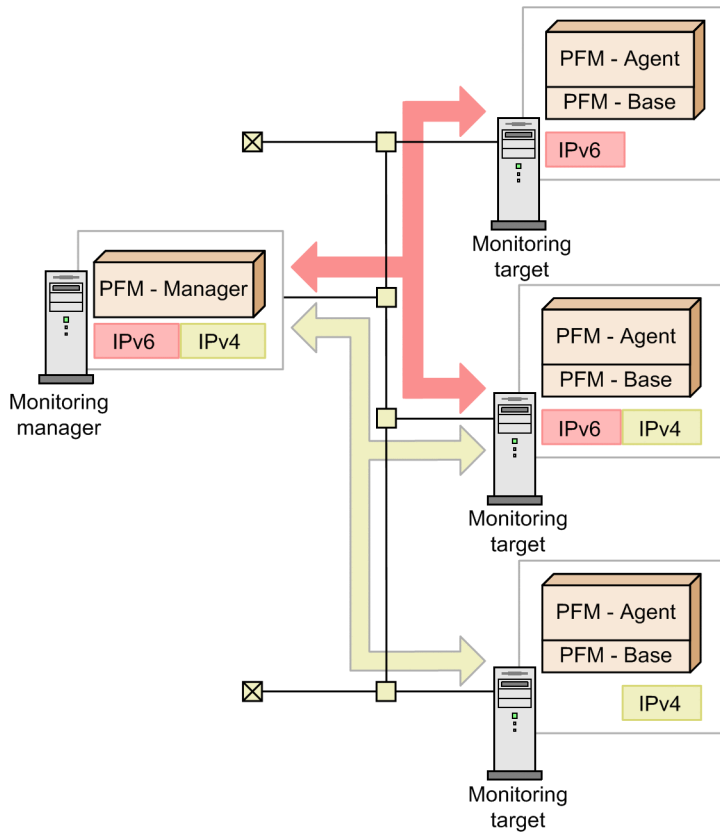 PFM - Agent
PFM - Base
IPv6
Monitoring
target
PFM - Manager
IPv6 IPv4
Monitoring
manager
PFM - Agent
PFM - Base
IPv6 IPv4
Monitoring
target
PFM - Agent
PFM - Base
IPv4
Monitoring
target